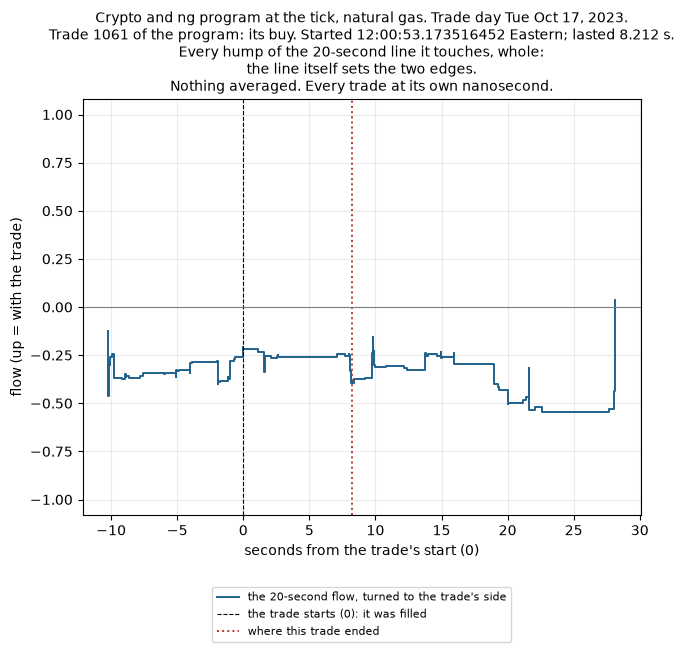 Crypto and ng program at the tick, natural gas. Trade day Tue Oct 17, 2023.
Trade 1061 of the program: its buy. Started 12:00:53.173516452 Eastern; lasted 8.212 s.
Every hump of the 20-second line it touches, whole:
the line itself sets the two edges.
Nothing averaged. Every trade at its own nanosecond.
1.00
0.75
0.50
0.25
0.00
−0.25
−0.50
−0.75
−1.00
flow (up = with the trade)
−10
−5
0
5
10
15
20
25
30
seconds from the trade's start (0)
the 20-second flow, turned to the trade's side
the trade starts (0): it was filled
where this trade ended